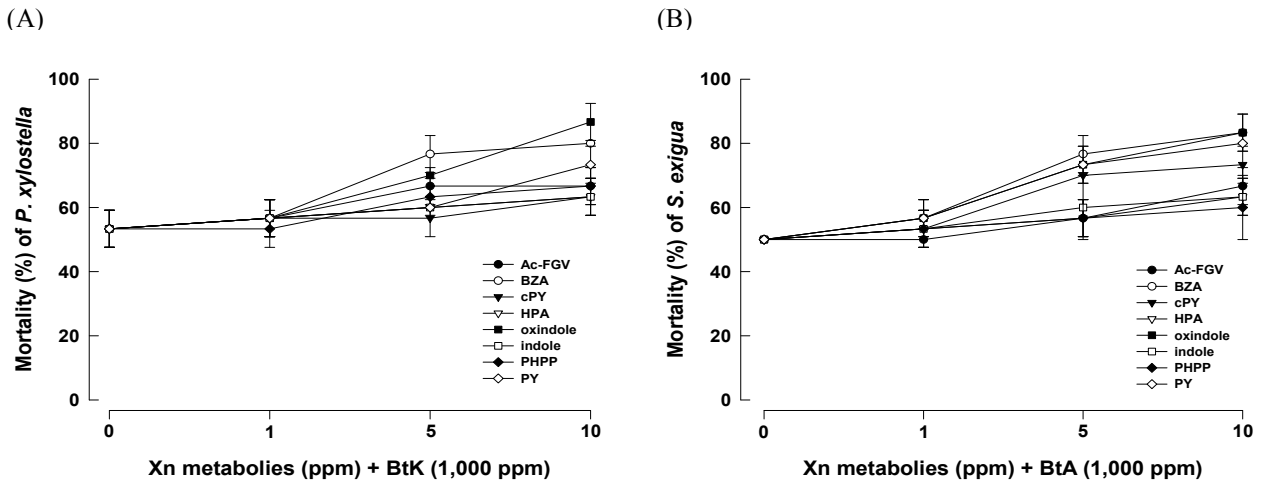 (A)
Mortality (%) of P. xylostella
100
80
60
40
20
0
0 1 5 10
Xn metabolies (ppm) + BtK (1,000 ppm)
Ac-FGV
BZA
cPY
HPA
oxindole
indole
PHPP
PY
(B)
Mortality (%) of S. exigua
100
80
60
40
20
0
0 1 5 10
Xn metabolies (ppm) + BtA (1,000 ppm)
Ac-FGV
BZA
cPY
HPA
oxindole
indole
PHPP
PY